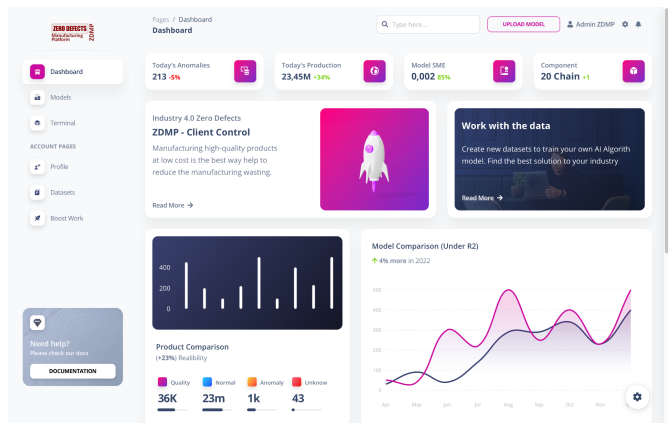 ZERO DEFECTS
Manufacturing
Platform
ZDMP
Pages / Dashboard
Dashboard
Type here...
UPLOAD MODEL
Admin ZDMP
Dashboard
Models
Terminal
ACCOUNT PAGES
Profile
Datasets
Boost Work
Need help?
Please check our docs
DOCUMENTATION
Today's Anomalies
213 -5%
Today's Production
23,45M +34%
Model SME
0,002 85%
Component
20 Chain +1
Industry 4.0 Zero Defects
ZDMP - Client Control
Manufacturing high-quality products
at low cost is the best way help to
reduce the manufacturing wasting.
Read More →
Work with the data
Create new datasets to train your own AI Algorith
model. Find the best solution to your industry
Read More →
400
200
0
Product Comparison
(+23%) Realibility
Quality
36K
Normal
23m
Anomaly
1k
Unknow
43
Model Comparison (Under R2)
↑ 4% more in 2022
500
400
300
200
100
0
Apr May Jun Jul Aug Sep Oct Nov